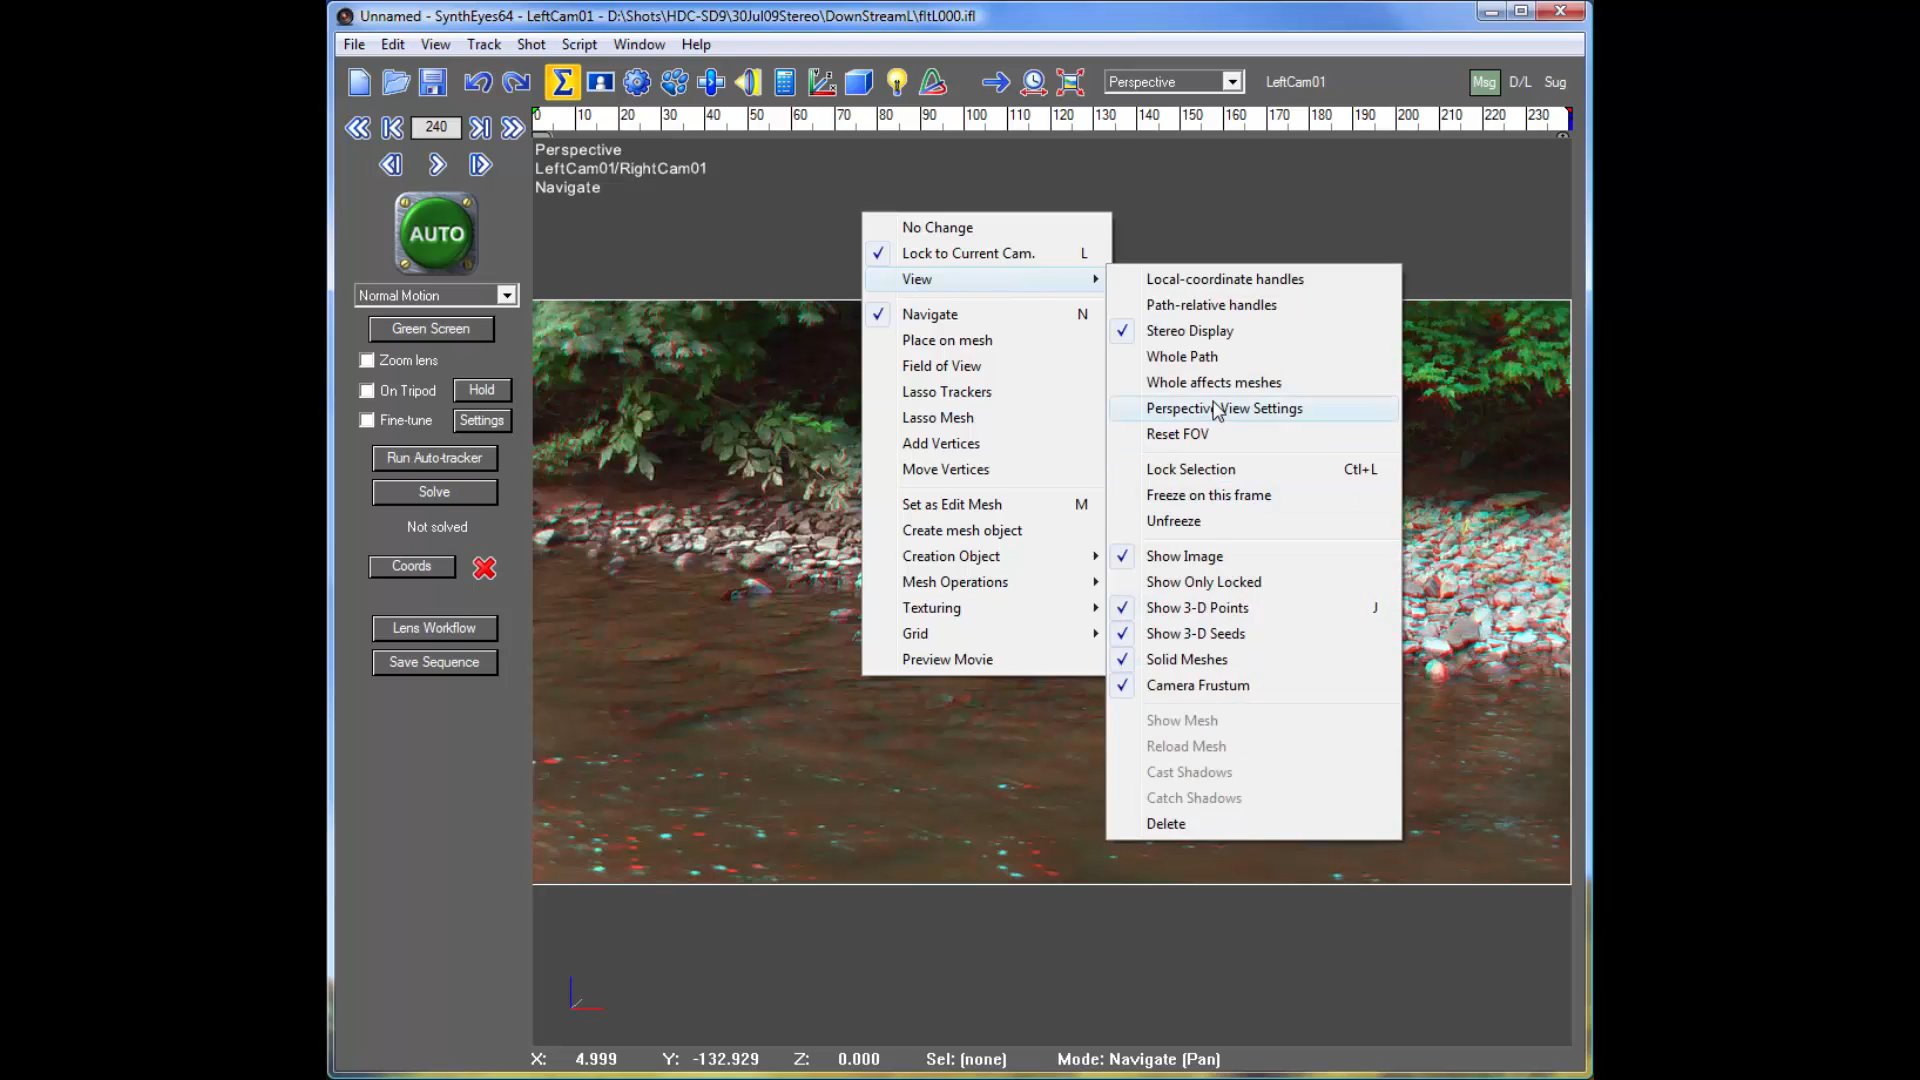 Unnamed - SynthEyes64 - LeftCam01 - D:\Shots\HDC-SD9\30Jul09Stereo\DownStreamL\fltL000.ifl
File Edit View Track Shot Script Window Help
Perspective LeftCam01 Msg D/L Sug
240
0 10 20 30 40 50 60 70 80 90 100 110 120 130 140 150 160 170 180 190 200 210 220 230
Perspective
LeftCam01/RightCam01
Navigate
AUTO
Normal Motion
Green Screen
Zoom lens
On Tripod Hold
Fine-tune Settings
Run Auto-tracker
Solve
Not solved
Coords
Lens Workflow
Save Sequence
No Change
Lock to Current Cam. L
View
Navigate N
Place on mesh
Field of View
Lasso Trackers
Lasso Mesh
Add Vertices
Move Vertices
Set as Edit Mesh M
Create mesh object
Creation Object
Mesh Operations
Texturing
Grid
Preview Movie
Local-coordinate handles
Path-relative handles
Stereo Display
Whole Path
Whole affects meshes
Perspective View Settings
Reset FOV
Lock Selection Ctl+L
Freeze on this frame
Unfreeze
Show Image
Show Only Locked
Show 3-D Points J
Show 3-D Seeds
Solid Meshes
Camera Frustum
Show Mesh
Reload Mesh
Cast Shadows
Catch Shadows
Delete
X: 4.999 Y: -132.929 Z: 0.000 Sel: (none) Mode: Navigate (Pan)